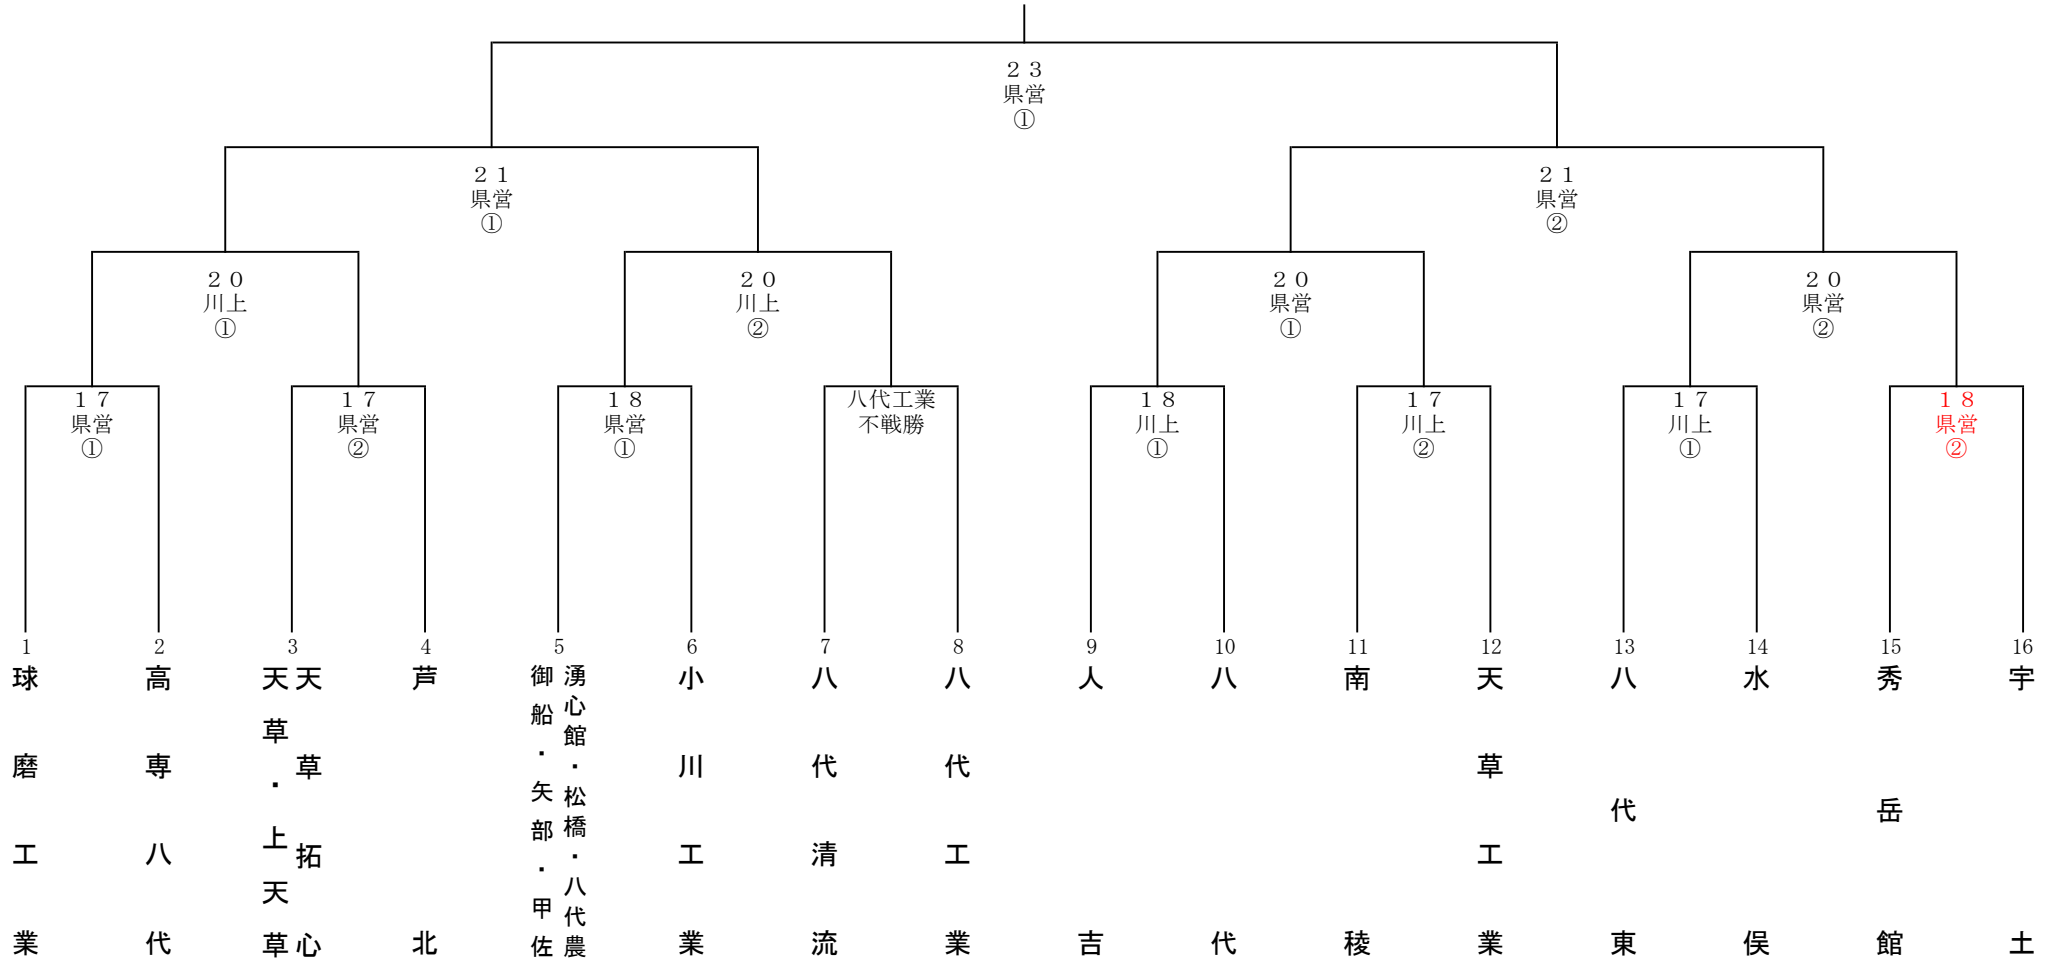 ２３
県営
①
２１
県営
①
２１
県営
②
２０
川上
①
２０
川上
②
２０
県営
①
２０
県営
②
１７
県営
①
１７
県営
②
１８
県営
①
八代工業
不戦勝
１８
川上
①
１７
川上
②
１７
川上
①
１８
県営
②
1
2
3
4
5
6
7
8
9
10
11
12
13
14
15
16
球磨工業
高専八代
天草拓心
天草・上天草
芦北
湧心館・松橋・八代農
御船・矢部・甲佐
小川工業
八代清流
八代工業
人吉
八代
南稜
天草工業
八代東
水俣
秀岳館
宇土